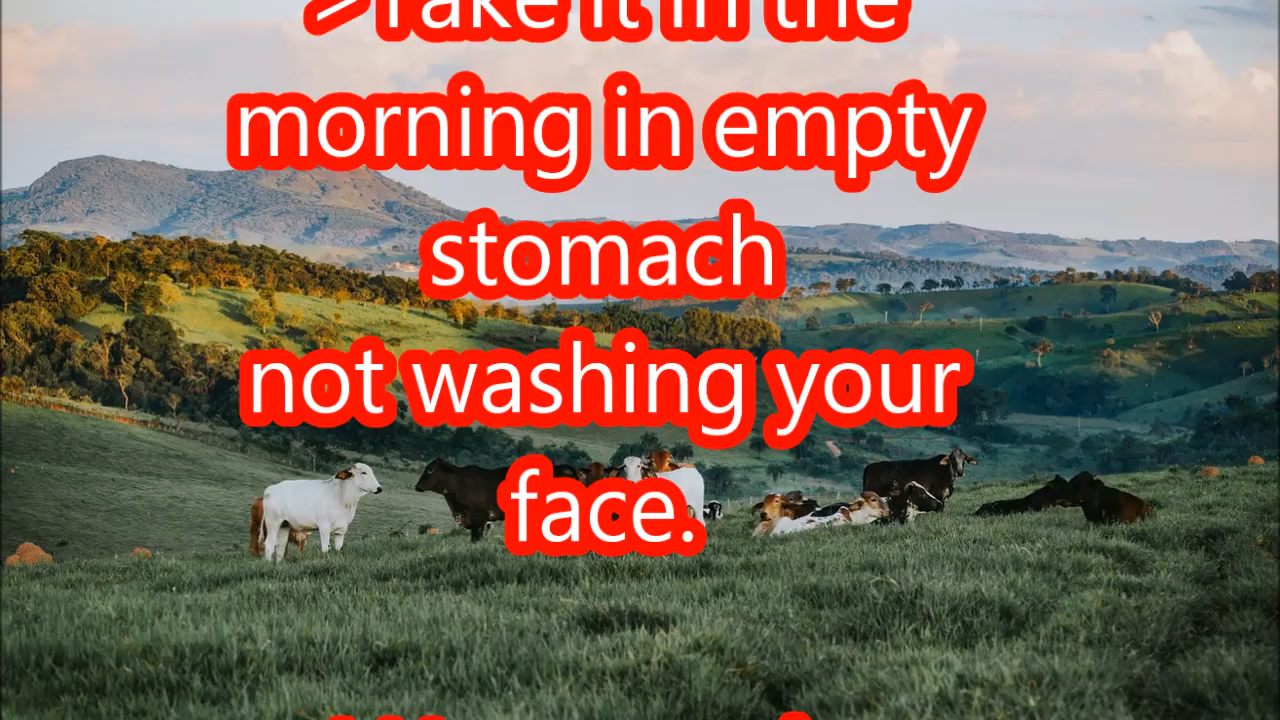 >Take it in the
morning in empty
stomach
not washing your
face.